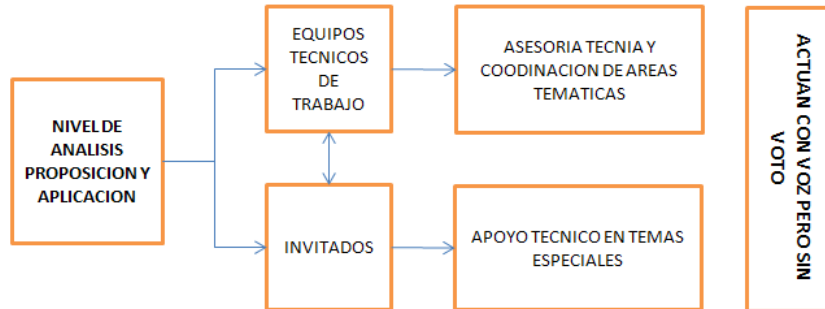 NIVEL DE
ANALISIS
PROPOSICION Y
APLICACION
EQUIPOS
TECNICOS
DE
TRABAJO
ASESORIA TECNIA Y
COODINACION DE AREAS
TEMATICAS
INVITADOS
APOYO TECNICO EN TEMAS
ESPECIALES
ACTUAN CON VOZ PERO SIN
VOTO